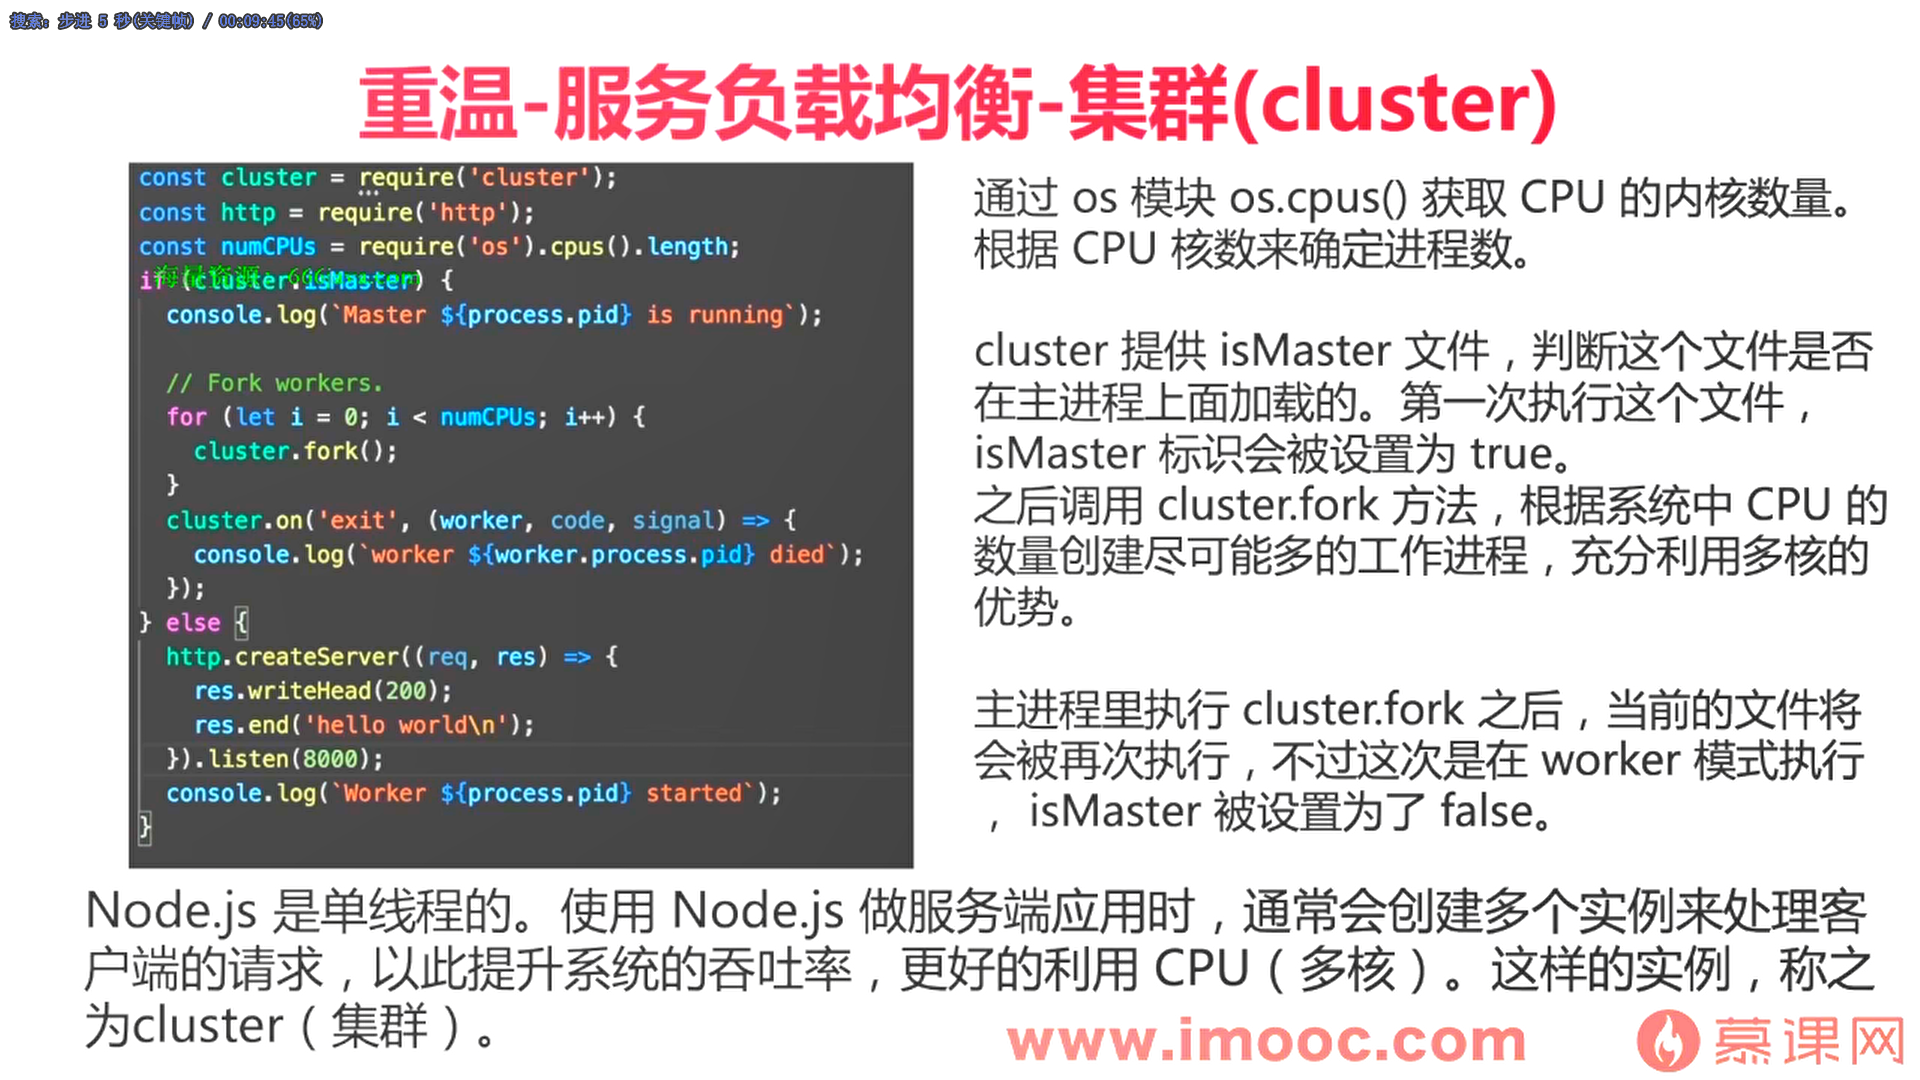 搜索: 步进 5 秒(关键帧) / 00:09:45(65%)
重温-服务负载均衡-集群(cluster)
const cluster = require('cluster');
const http = require('http');
const numCPUs = require('os').cpus().length;
海量资源:
if (cluster.isMaster) {
console.log(`Master ${process.pid} is running`);
// Fork workers.
for (let i = 0; i < numCPUs; i++) {
cluster.fork();
}
cluster.on('exit', (worker, code, signal) => {
console.log(`worker ${worker.process.pid} died`);
});
} else {
http.createServer((req, res) => {
res.writeHead(200);
res.end('hello world\n');
}).listen(8000);
console.log(`Worker ${process.pid} started`);
}
通过 os 模块 os.cpus() 获取 CPU 的内核数量。
根据 CPU 核数来确定进程数。
cluster 提供 isMaster 文件，判断这个文件是否
在主进程上面加载的。第一次执行这个文件，
isMaster 标识会被设置为 true。
之后调用 cluster.fork 方法，根据系统中 CPU 的
数量创建尽可能多的工作进程，充分利用多核的
优势。
主进程里执行 cluster.fork 之后，当前的文件将
会被再次执行，不过这次是在 worker 模式执行
， isMaster 被设置为了 false。
Node.js 是单线程的。使用 Node.js 做服务端应用时，通常会创建多个实例来处理客
户端的请求，以此提升系统的吞吐率，更好的利用 CPU（多核）。这样的实例，称之
为cluster（集群）。
www.imooc.com
慕课网